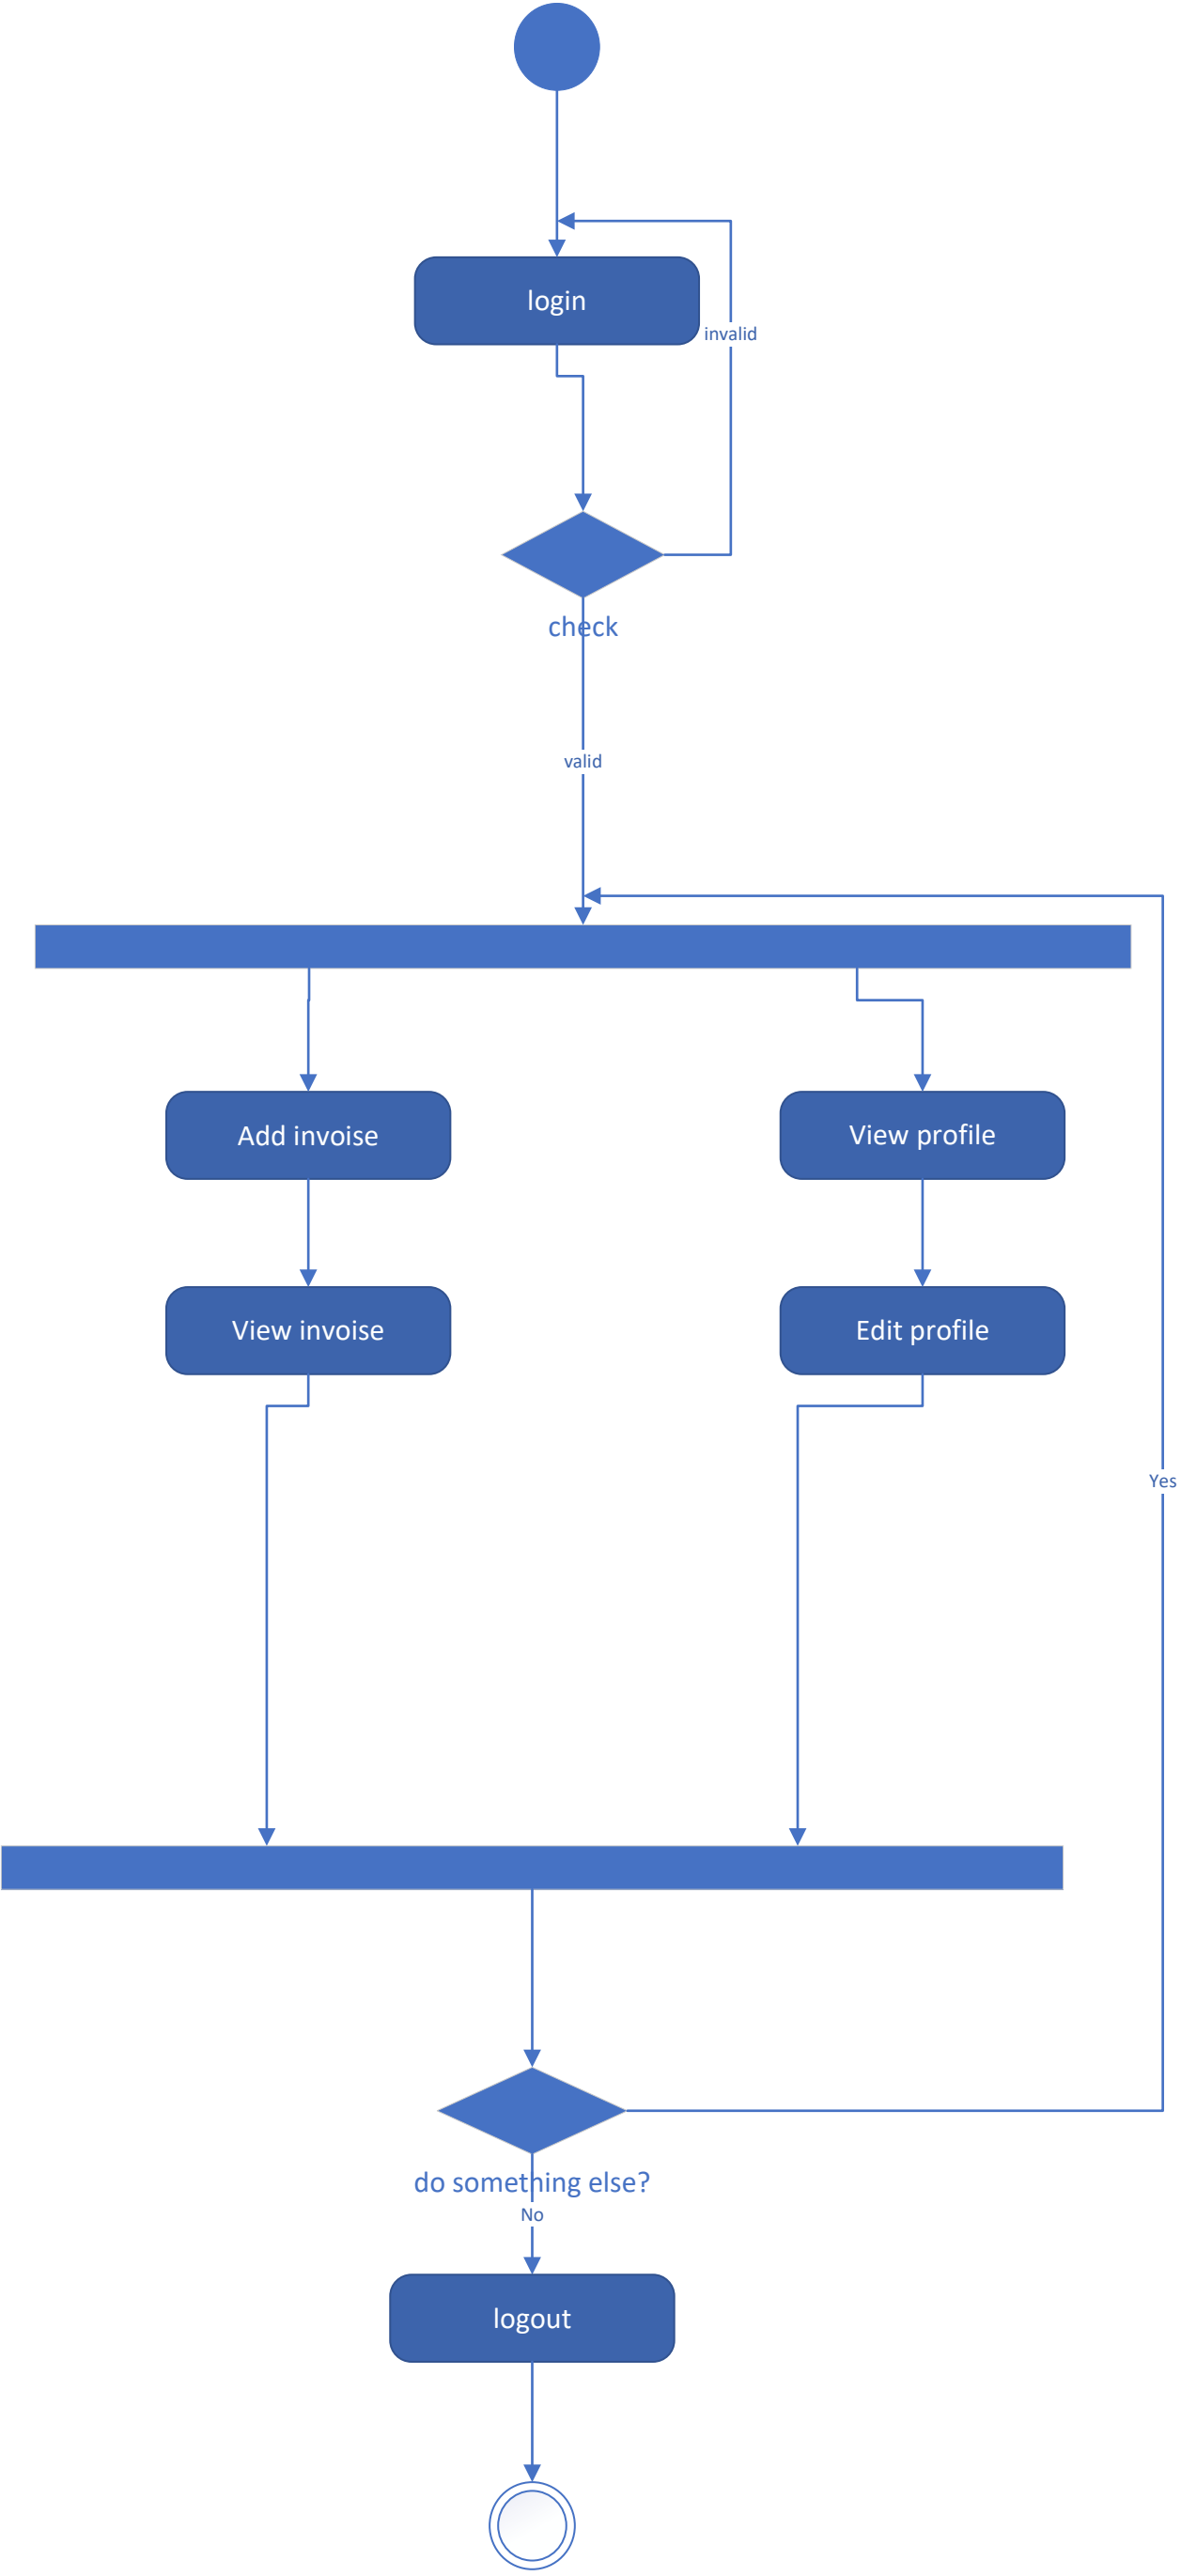 login
invalid
check
valid
Add invoise
View profile
View invoise
Edit profile
Yes
do something else?
No
logout